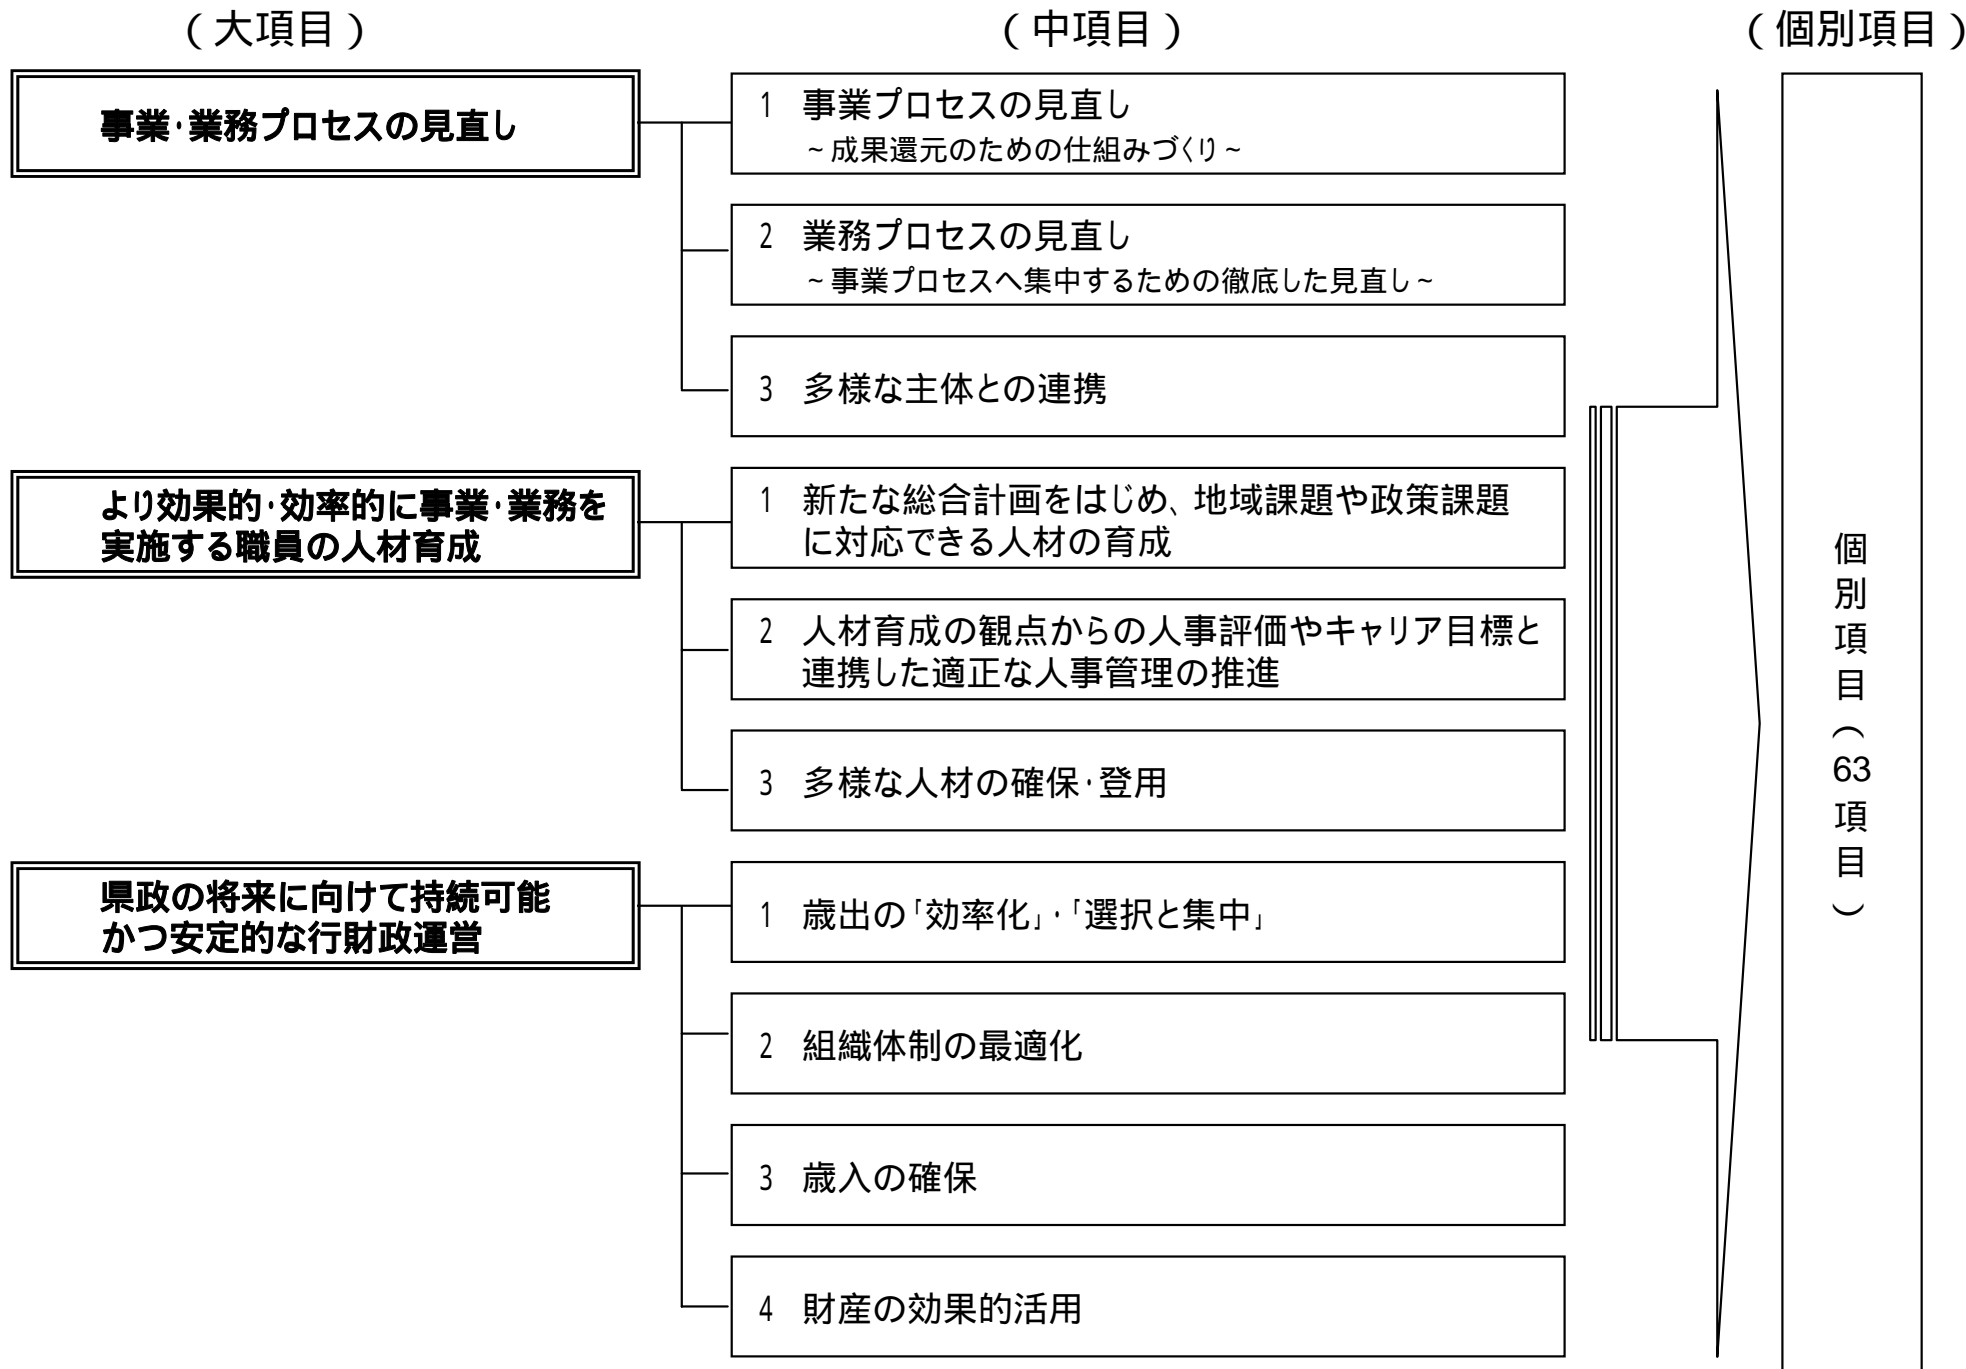 （大項目）
（中項目）
（個別項目）
事業・業務プロセスの見直し
1 事業プロセスの見直し
～成果還元のための仕組みづくり～
2 業務プロセスの見直し
～事業プロセスへ集中するための徹底した見直し～
3 多様な主体との連携
より効果的・効率的に事業・業務を
実施する職員の人材育成
1 新たな総合計画をはじめ、地域課題や政策課題
に対応できる人材の育成
2 人材育成の観点からの人事評価やキャリア目標と
連携した適正な人事管理の推進
3 多様な人材の確保・登用
県政の将来に向けて持続可能
かつ安定的な行財政運営
1 歳出の「効率化」・「選択と集中」
2 組織体制の最適化
3 歳入の確保
4 財産の効果的活用
個別項目（63項目）